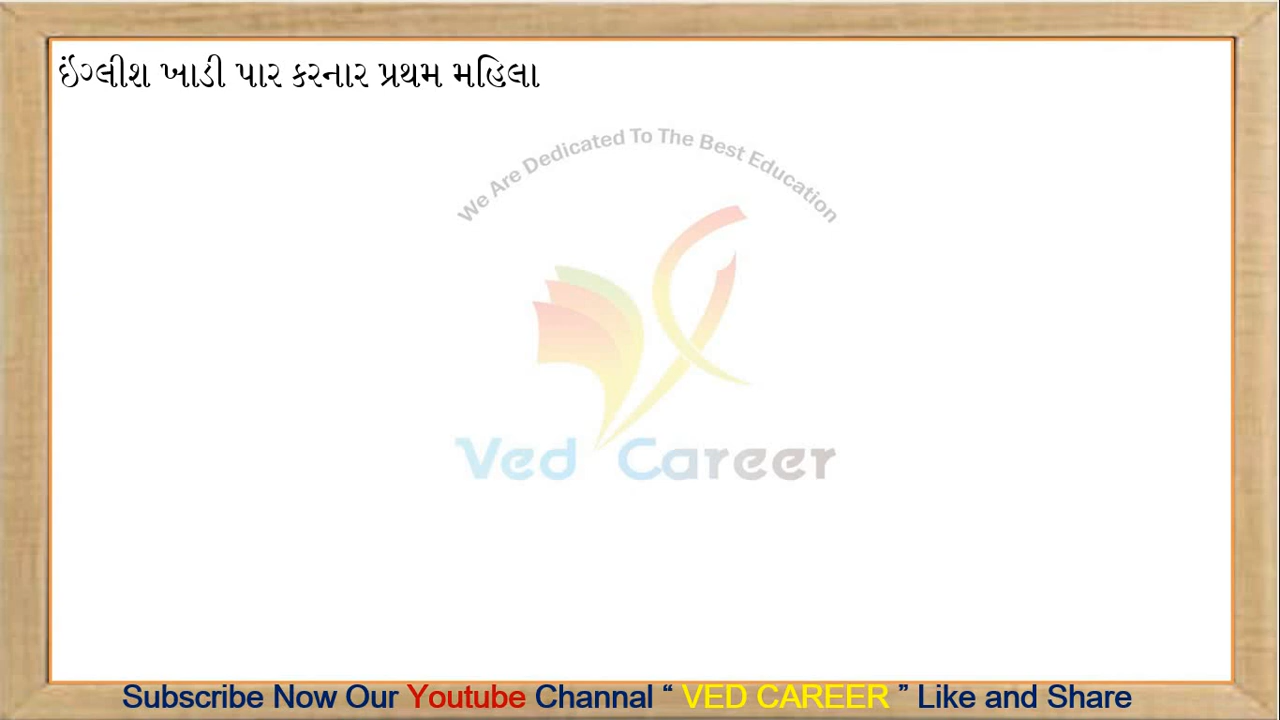 ઇંગ્લીશ ખાડી પાર કરનાર પ્રથમ મહિલા
We Are Dedicated To The Best Education
Ved Career
Subscribe Now Our Youtube Channal “ VED CAREER ” Like and Share